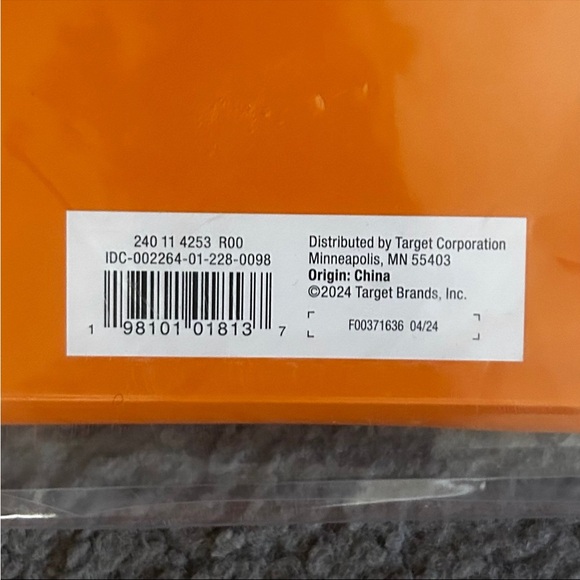 240 11 4253 R00
IDC-002264-01-228-0098
1 98101 01813 7
Distributed by Target Corporation
Minneapolis, MN 55403
Origin: China
©2024 Target Brands, Inc.
F00371636 04/24